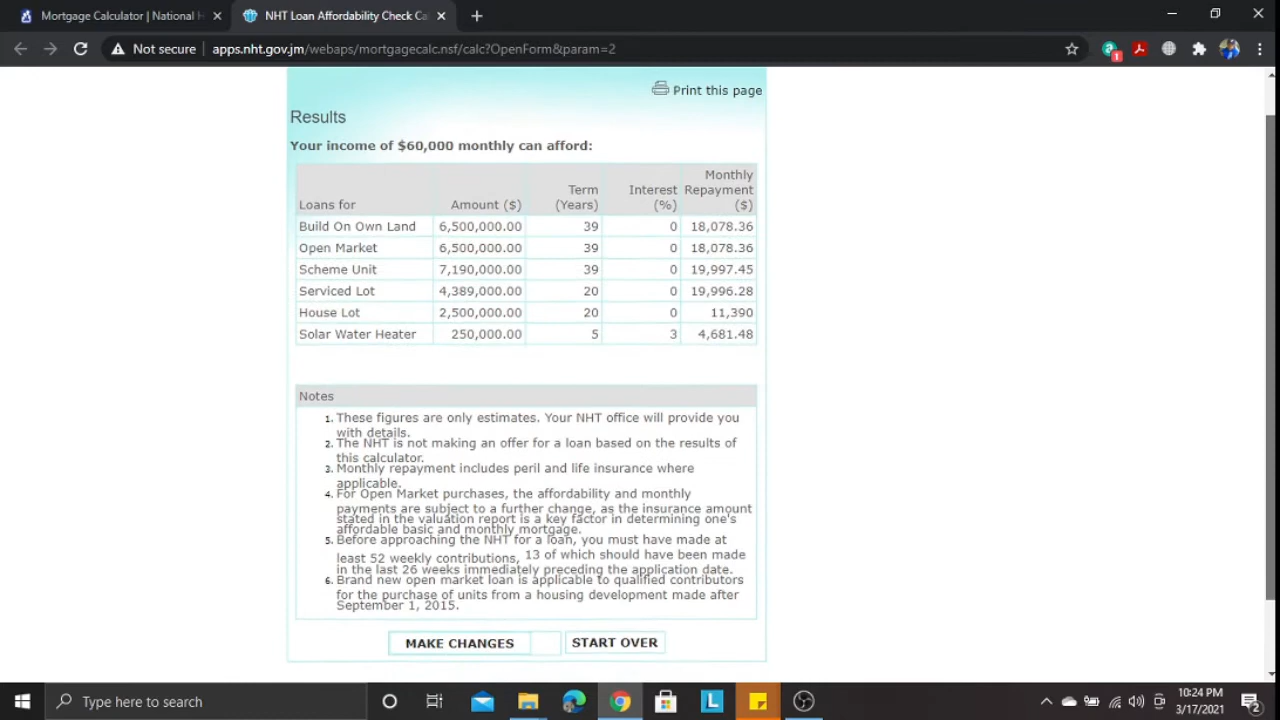 Mortgage Calculator | National H
NHT Loan Affordability Check Ca
Not secure
apps.nht.gov.jm/webaps/mortgagecalc.nsf/calc?OpenForm&param=2
1
Print this page
Results
Your income of $60,000 monthly can afford:
Loans for Amount ($) Term (Years) Interest (%) Monthly Repayment ($)
Build On Own Land 6,500,000.00 39 0 18,078.36
Open Market 6,500,000.00 39 0 18,078.36
Scheme Unit 7,190,000.00 39 0 19,997.45
Serviced Lot 4,389,000.00 20 0 19,996.28
House Lot 2,500,000.00 20 0 11,390
Solar Water Heater 250,000.00 5 3 4,681.48
Notes
1. These figures are only estimates. Your NHT office will provide you
with details.
2. The NHT is not making an offer for a loan based on the results of
this calculator.
3. Monthly repayment includes peril and life insurance where
applicable.
4. For Open Market purchases, the affordability and monthly
payments are subject to a further change, as the insurance amount
stated in the valuation report is a key factor in determining one's
affordable basic and monthly mortgage.
5. Before approaching the NHT for a loan, you must have made at
least 52 weekly contributions, 13 of which should have been made
in the last 26 weeks immediately preceding the application date.
6. Brand new open market loan is applicable to qualified contributors
for the purchase of units from a housing development made after
September 1, 2015.
MAKE CHANGES
START OVER
Type here to search
L
10:24 PM
3/17/2021
2